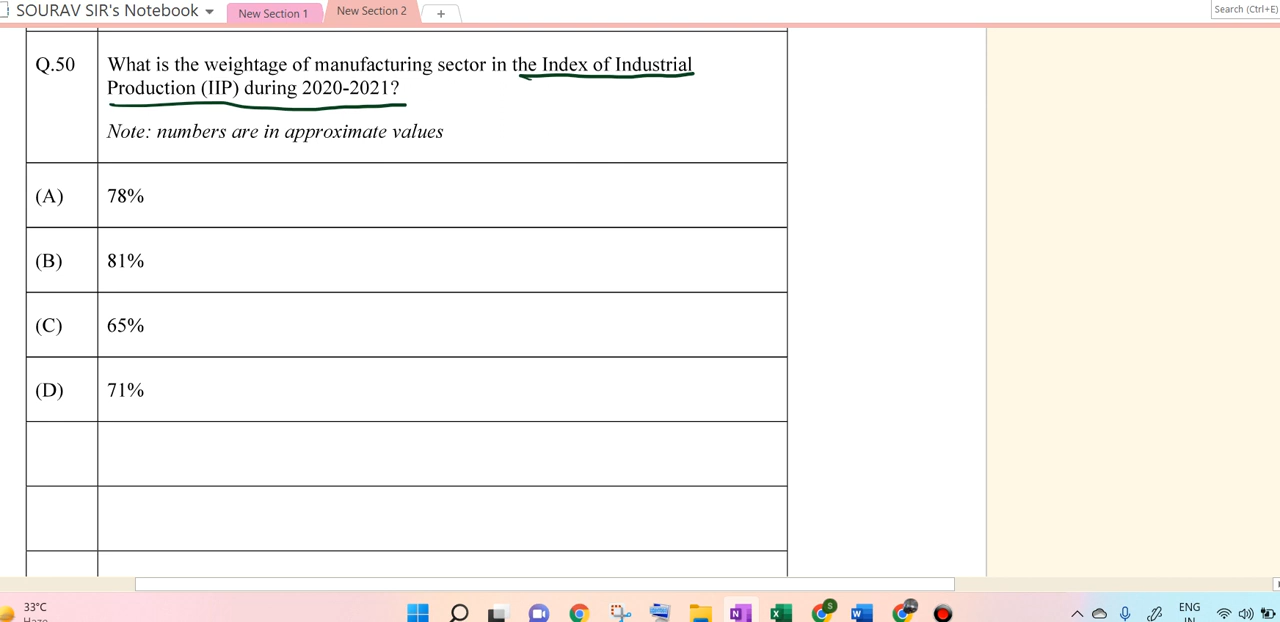 SOURAV SIR's Notebook
New Section 1
New Section 2
+
Search (Ctrl+E)
Q.50
What is the weightage of manufacturing sector in the Index of Industrial
Production (IIP) during 2020-2021?
Note: numbers are in approximate values
(A) 78%
(B) 81%
(C) 65%
(D) 71%
33°C
Haze
ENG
IN